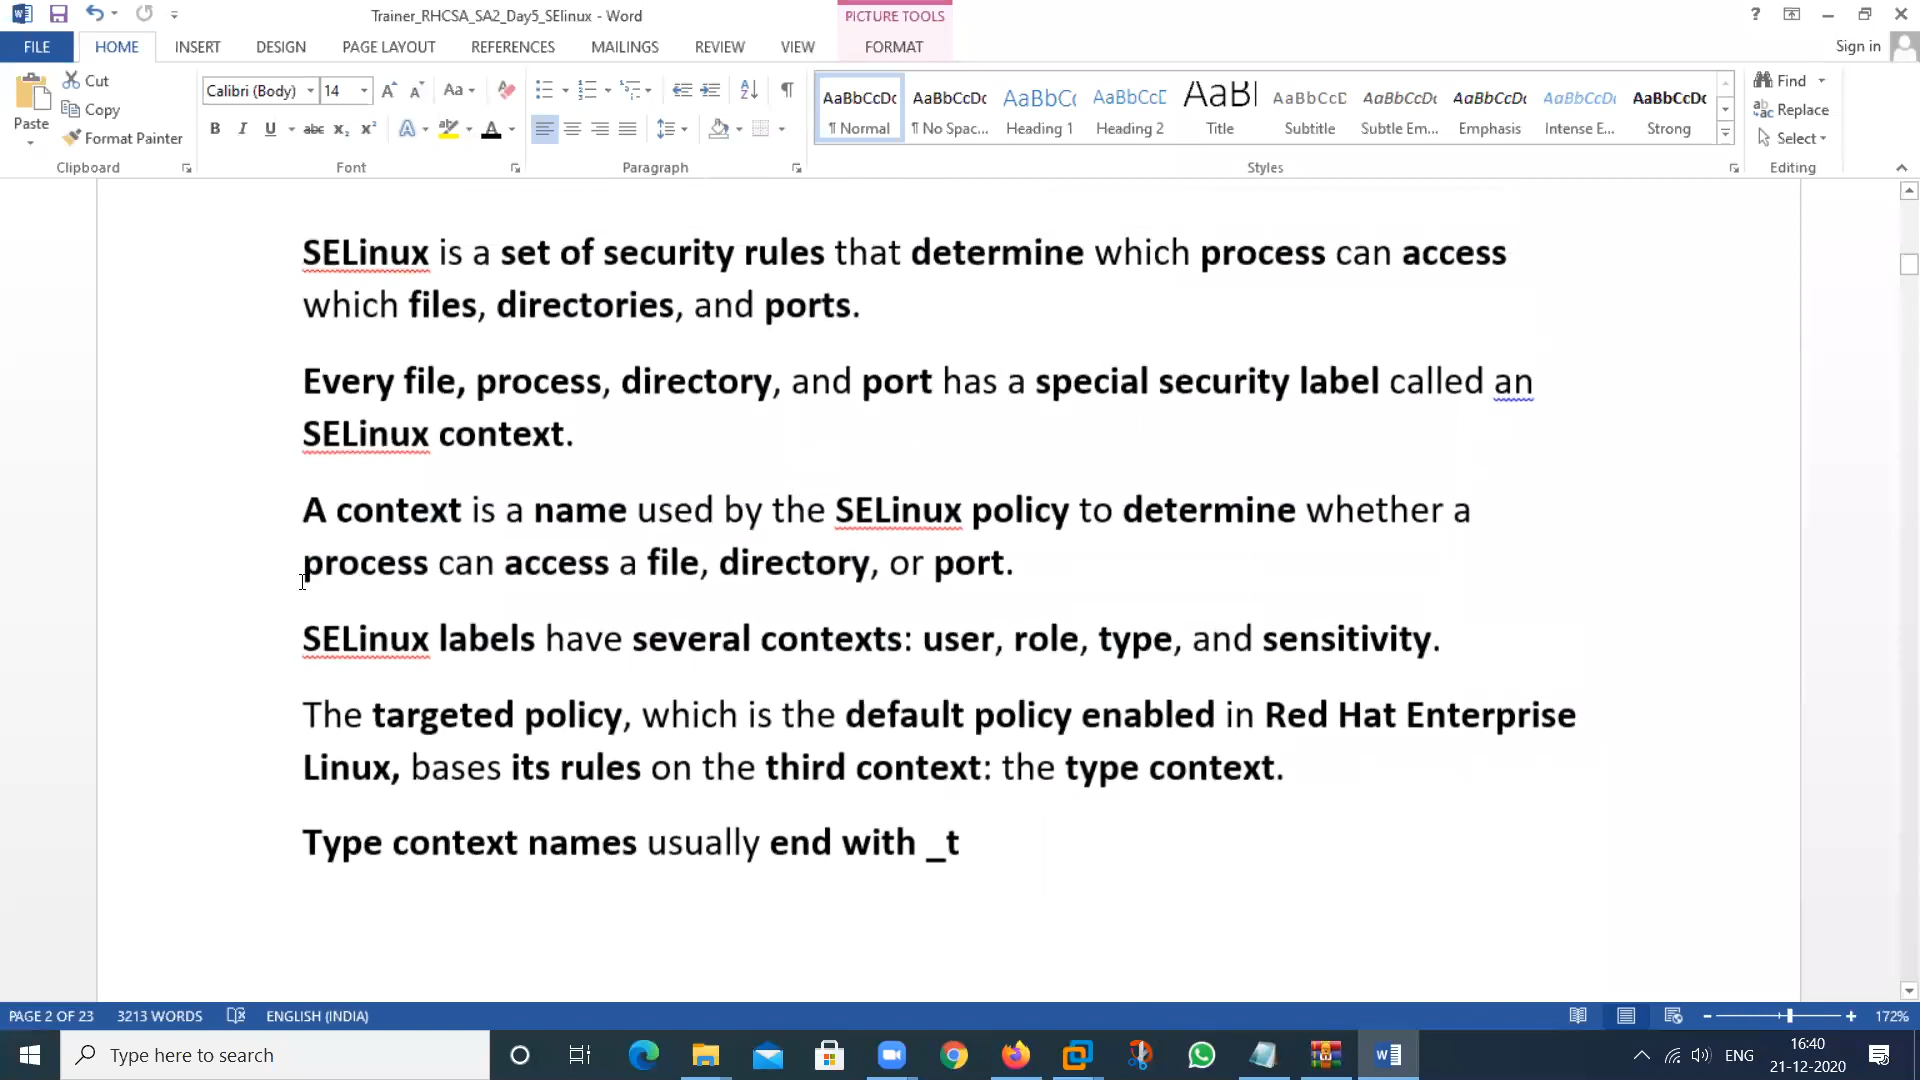 Trainer_RHCSA_SA2_Day5_SElinux - Word
PICTURE TOOLS
?
FILE
HOME
INSERT
DESIGN
PAGE LAYOUT
REFERENCES
MAILINGS
REVIEW
VIEW
FORMAT
Sign in
Paste
Cut
Copy
Format Painter
Clipboard
Calibri (Body)
14
Font
Paragraph
AaBbCcDc
¶ Normal
AaBbCcDc
¶ No Spac...
AaBbCc
Heading 1
AaBbCcD
Heading 2
AaBl
Title
AaBbCcD
Subtitle
AaBbCcDc
Subtle Em...
AaBbCcDc
Emphasis
AaBbCcDc
Intense E...
AaBbCcDc
Strong
Styles
Find
Replace
Select
Editing
SELinux is a set of security rules that determine which process can access
which files, directories, and ports.
Every file, process, directory, and port has a special security label called an
SELinux context.
A context is a name used by the SELinux policy to determine whether a
process can access a file, directory, or port.
SELinux labels have several contexts: user, role, type, and sensitivity.
The targeted policy, which is the default policy enabled in Red Hat Enterprise
Linux, bases its rules on the third context: the type context.
Type context names usually end with _t
PAGE 2 OF 23
3213 WORDS
ENGLISH (INDIA)
172%
Type here to search
ENG
16:40
21-12-2020